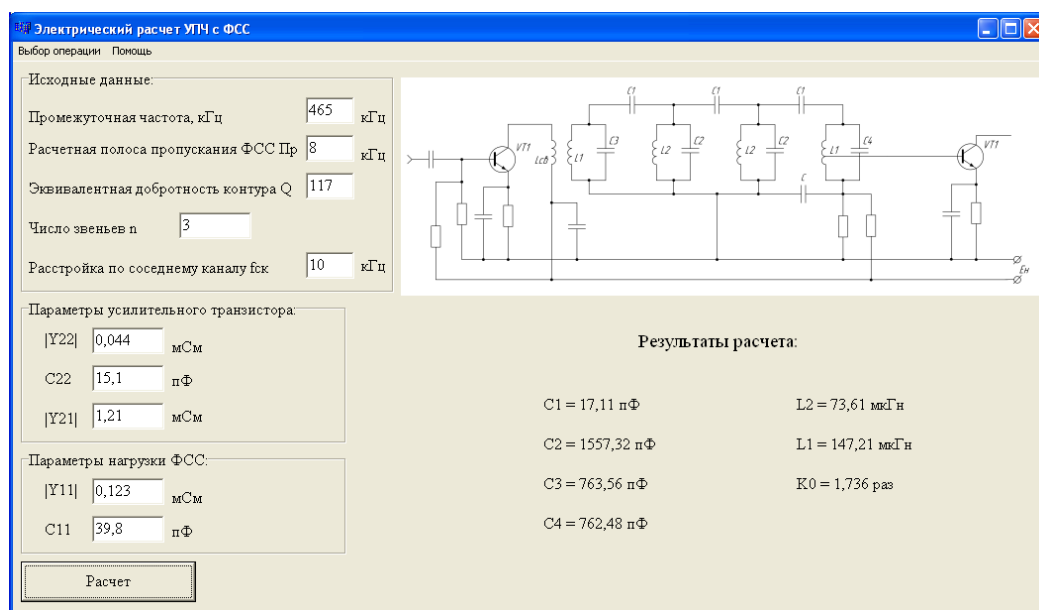 Электрический расчет УПЧ с ФСС
Выбор операции Помощь
Исходные данные:
Промежуточная частота, кГц 465 кГц
Расчетная полоса пропускания ФСС Пр 8 кГц
Эквивалентная добротность контура Q 117
Число звеньев n 3
Расстройка по соседнему каналу fск 10 кГц
C1 C1 C1
VT1 Lсв L1 C3 L2 C2 L2 C2 L1 C4 VT1
C
Eн
Параметры усилительного транзистора:
|Y22| 0,044 мСм
C22 15,1 пФ
|Y21| 1,21 мСм
Параметры нагрузки ФСС:
|Y11| 0,123 мСм
C11 39,8 пФ
Расчет
Результаты расчета:
C1 = 17,11 пФ L2 = 73,61 мкГн
C2 = 1557,32 пФ L1 = 147,21 мкГн
C3 = 763,56 пФ K0 = 1,736 раз
C4 = 762,48 пФ